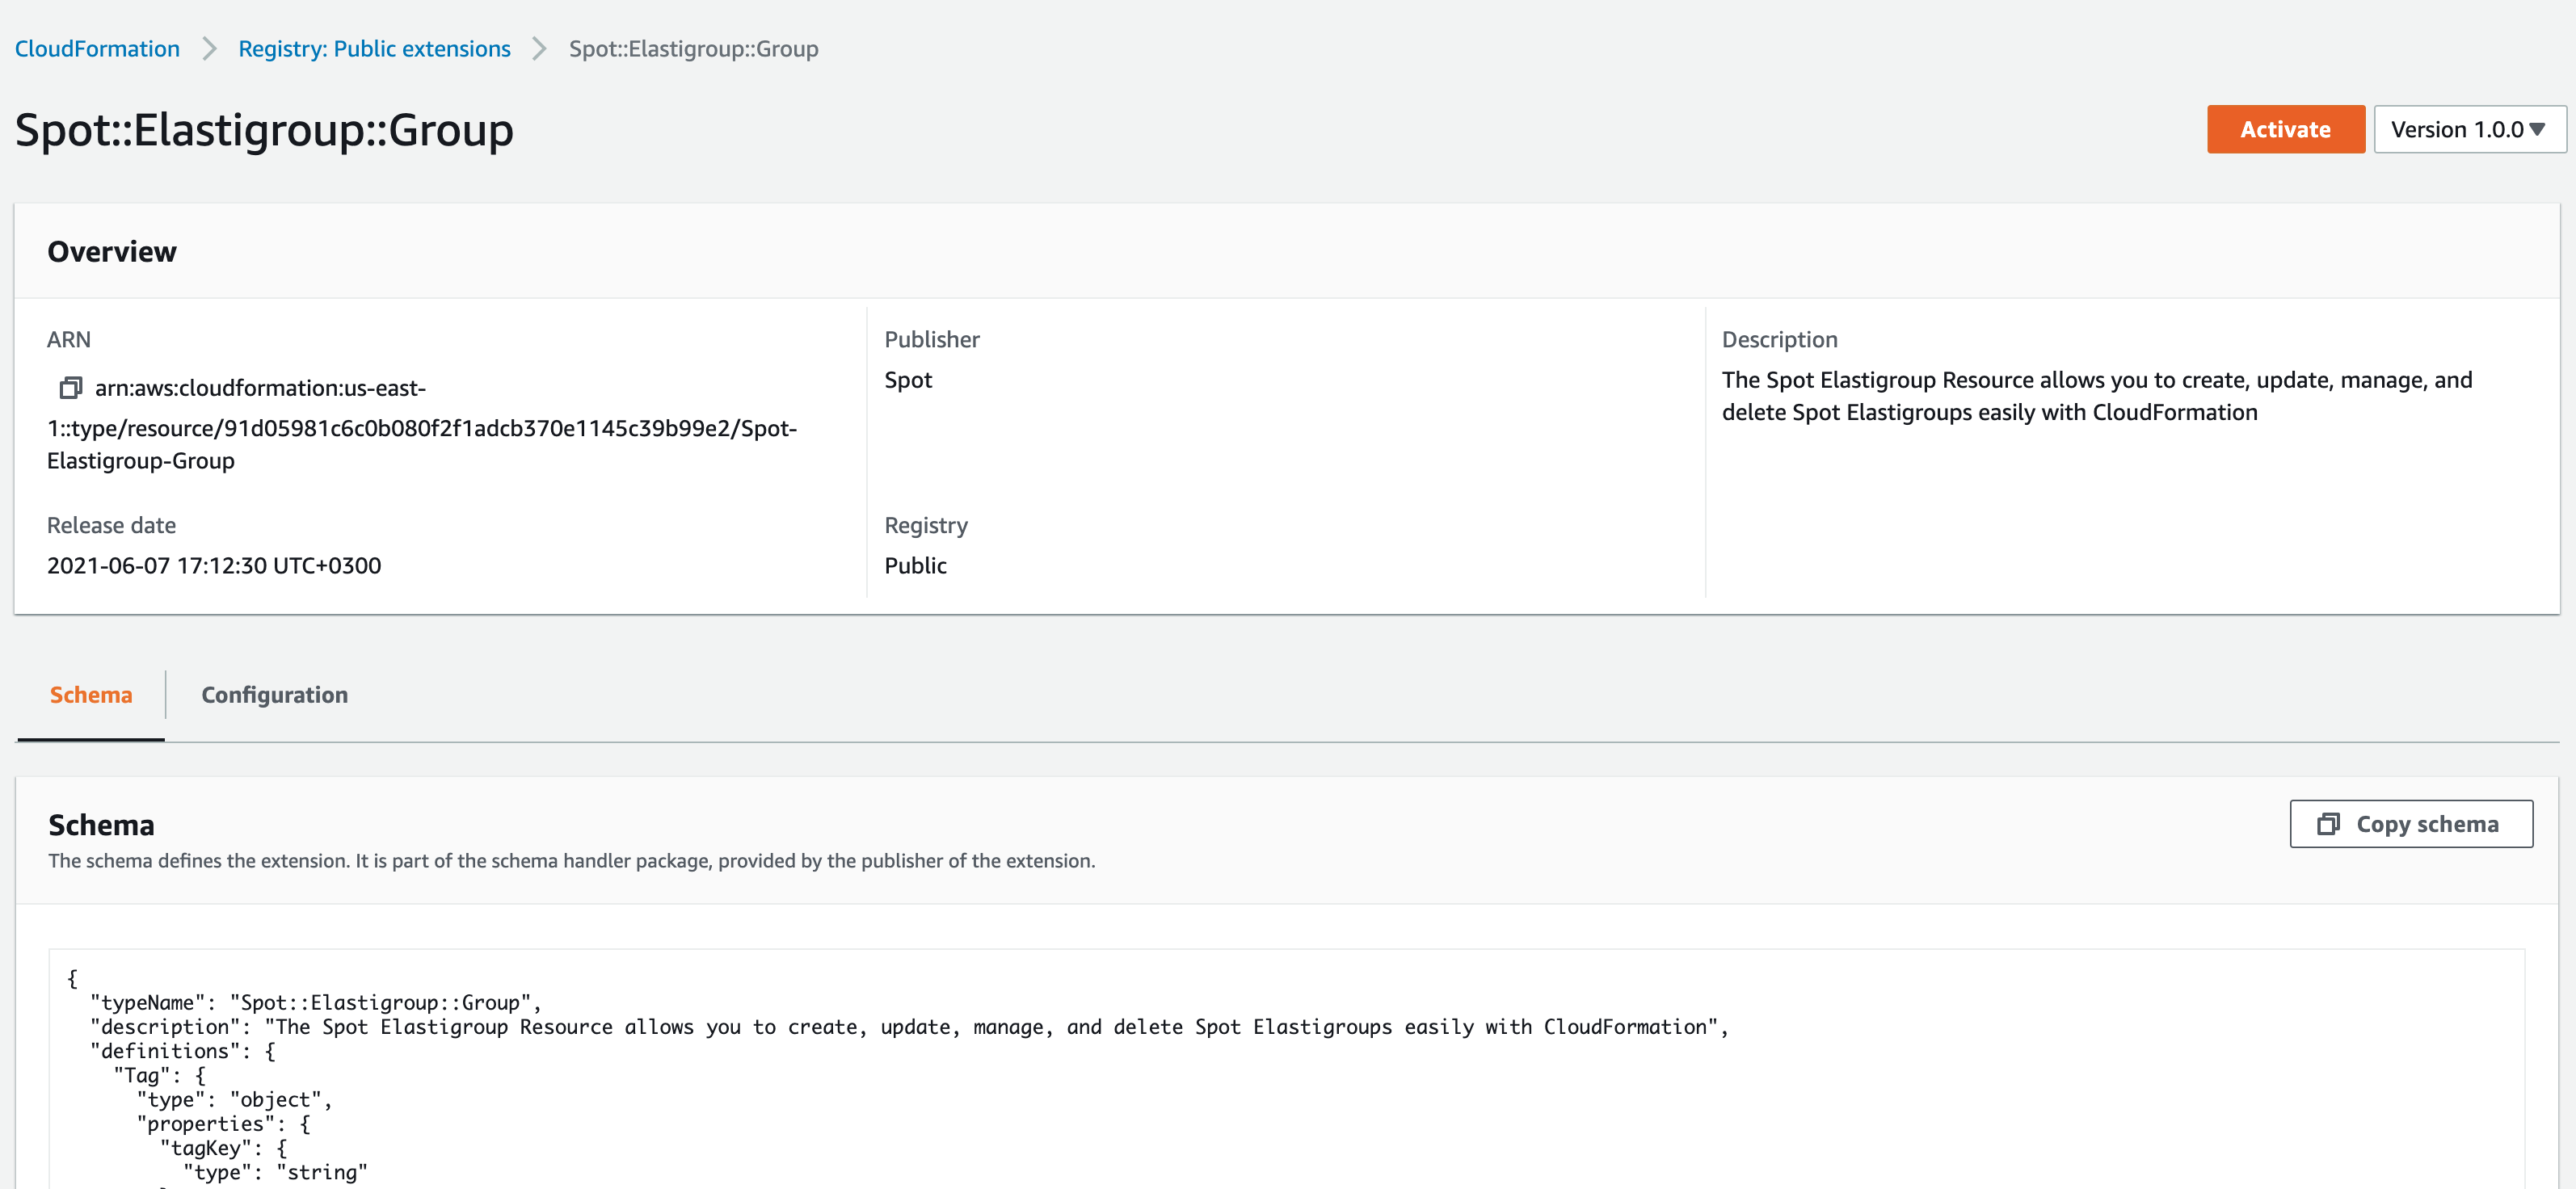 CloudFormation Registry: Public extensions Spot::Elastigroup::Group
Spot::Elastigroup::Group
Activate
Version 1.0.0
Overview
ARN
arn:aws:cloudformation:us-east-
1::type/resource/91d05981c6c0b080f2f1adcb370e1145c39b99e2/Spot-
Elastigroup-Group
Publisher
Spot
Description
The Spot Elastigroup Resource allows you to create, update, manage, and
delete Spot Elastigroups easily with CloudFormation
Release date
2021-06-07 17:12:30 UTC+0300
Registry
Public
Schema
Configuration
Schema
Copy schema
The schema defines the extension. It is part of the schema handler package, provided by the publisher of the extension.
{
"typeName": "Spot::Elastigroup::Group",
"description": "The Spot Elastigroup Resource allows you to create, update, manage, and delete Spot Elastigroups easily with CloudFormation",
"definitions": {
"Tag": {
"type": "object",
"properties": {
"tagKey": {
"type": "string"